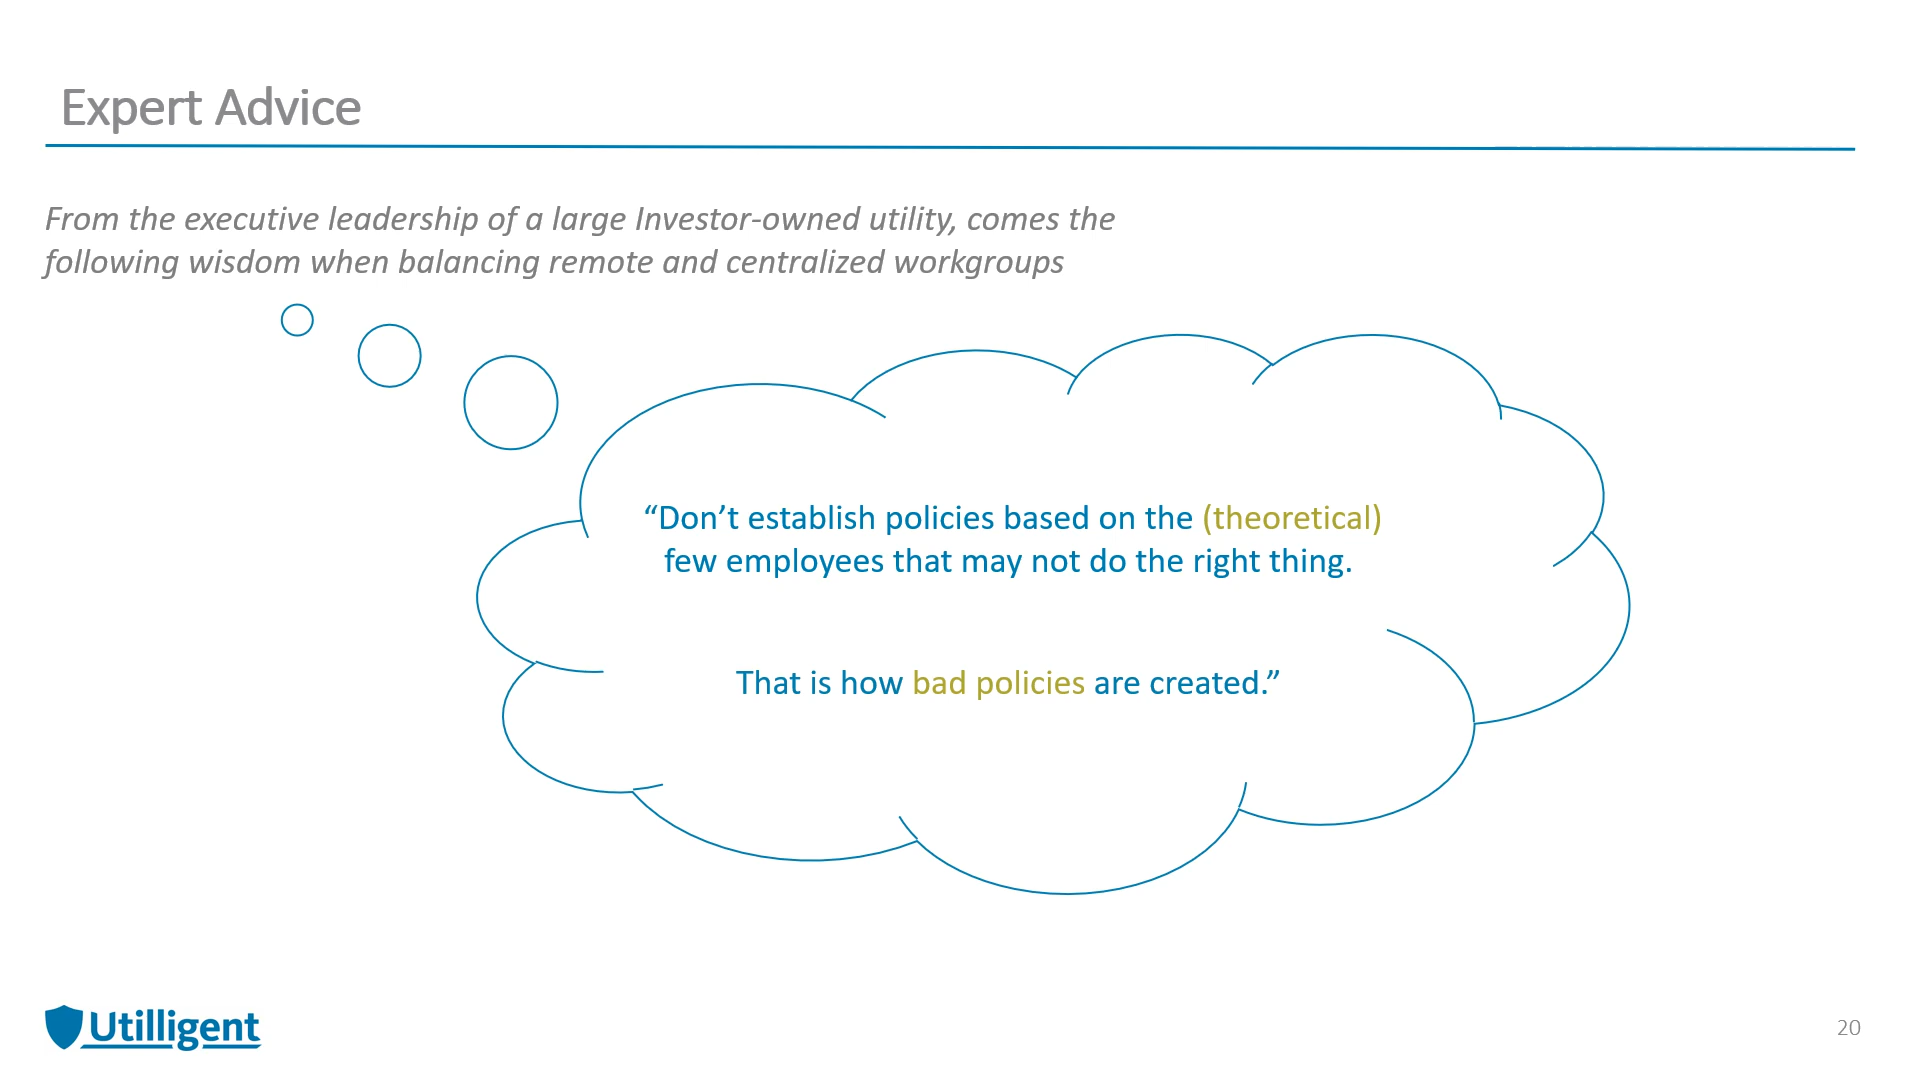 Expert Advice
From the executive leadership of a large Investor-owned utility, comes the
following wisdom when balancing remote and centralized workgroups
“Don’t establish policies based on the (theoretical)
few employees that may not do the right thing.
That is how bad policies are created.”
Utilligent
20